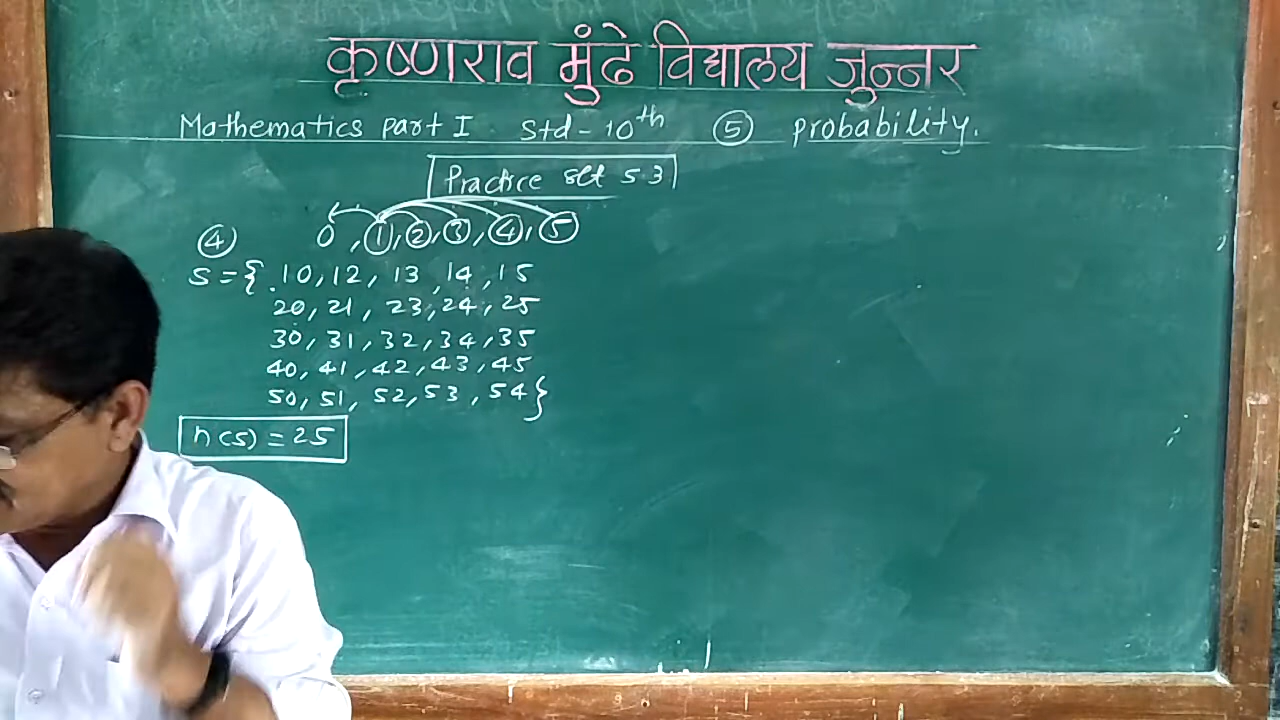 कृष्णराव मुंढे विद्यालय जुन्नर
Mathematics part I Std - 10th ⑤ probability.
Practice set 5.3
④ 0, ①, ②, ③, ④, ⑤
S = { 10, 12, 13, 14, 15
20, 21, 23, 24, 25
30, 31, 32, 34, 35
40, 41, 42, 43, 45
50, 51, 52, 53, 54 }
n(S) = 25